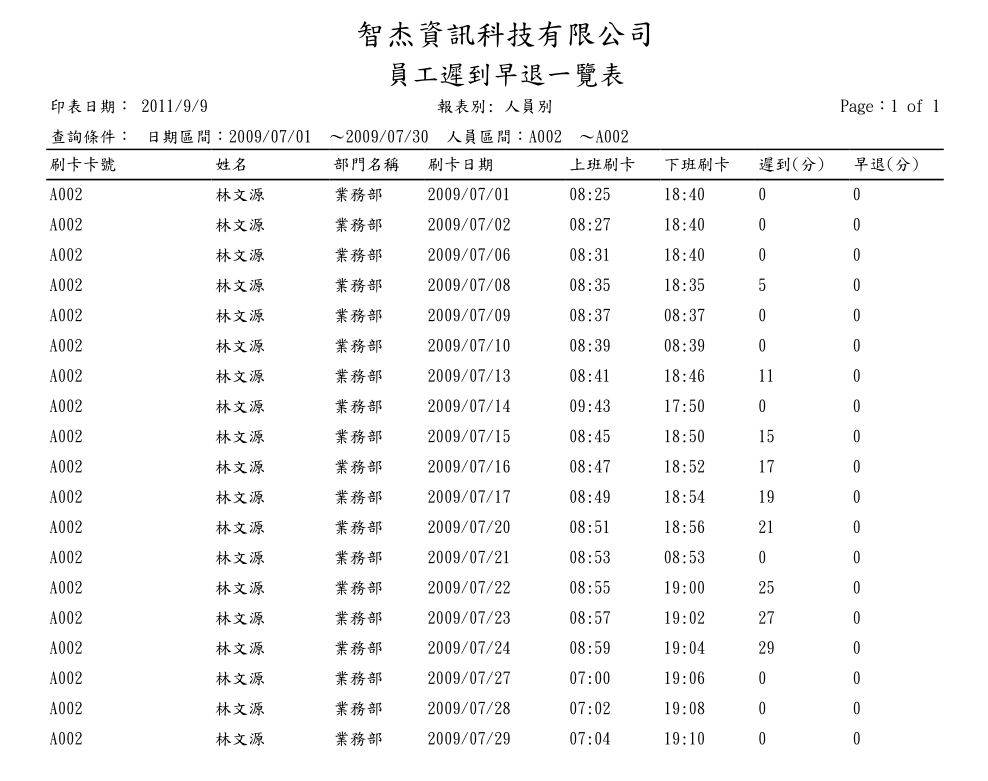 智杰資訊科技有限公司
員工遲到早退一覽表
印表日期： 2011/9/9 報表別: 人員別 Page：1 of 1
查詢條件： 日期區間：2009/07/01 ～2009/07/30 人員區間：A002 ～A002
刷卡卡號 姓名 部門名稱 刷卡日期 上班刷卡 下班刷卡 遲到(分) 早退(分)
A002 林文源 業務部 2009/07/01 08:25 18:40 0 0
A002 林文源 業務部 2009/07/02 08:27 18:40 0 0
A002 林文源 業務部 2009/07/06 08:31 18:40 0 0
A002 林文源 業務部 2009/07/08 08:35 18:35 5 0
A002 林文源 業務部 2009/07/09 08:37 08:37 0 0
A002 林文源 業務部 2009/07/10 08:39 08:39 0 0
A002 林文源 業務部 2009/07/13 08:41 18:46 11 0
A002 林文源 業務部 2009/07/14 09:43 17:50 0 0
A002 林文源 業務部 2009/07/15 08:45 18:50 15 0
A002 林文源 業務部 2009/07/16 08:47 18:52 17 0
A002 林文源 業務部 2009/07/17 08:49 18:54 19 0
A002 林文源 業務部 2009/07/20 08:51 18:56 21 0
A002 林文源 業務部 2009/07/21 08:53 08:53 0 0
A002 林文源 業務部 2009/07/22 08:55 19:00 25 0
A002 林文源 業務部 2009/07/23 08:57 19:02 27 0
A002 林文源 業務部 2009/07/24 08:59 19:04 29 0
A002 林文源 業務部 2009/07/27 07:00 19:06 0 0
A002 林文源 業務部 2009/07/28 07:02 19:08 0 0
A002 林文源 業務部 2009/07/29 07:04 19:10 0 0